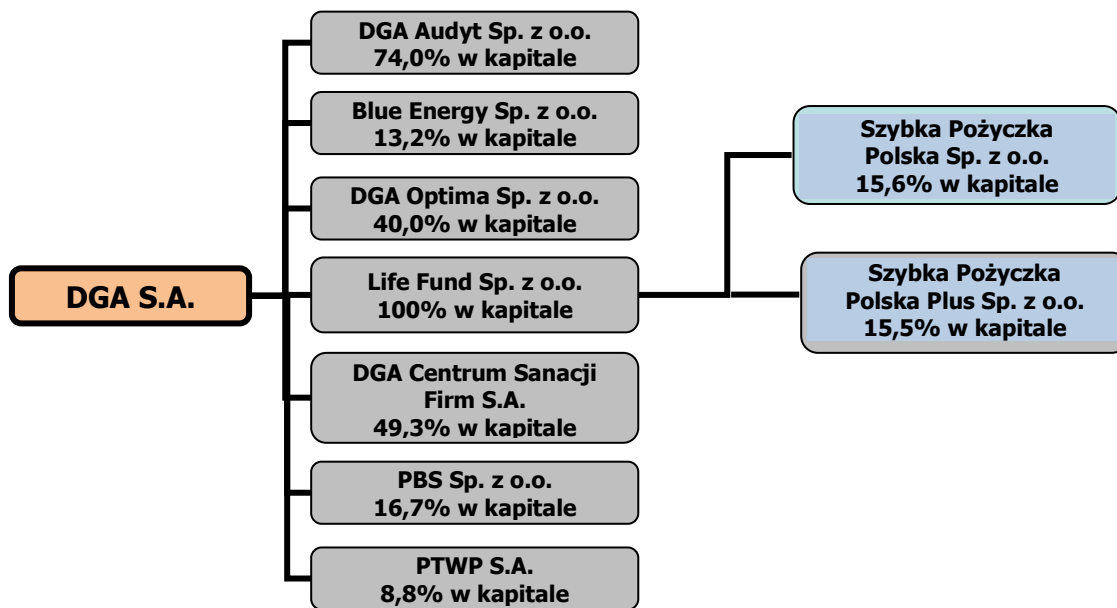 DGA S.A.
DGA Audyt Sp. z o.o.
74,0% w kapitale
Blue Energy Sp. z o.o.
13,2% w kapitale
DGA Optima Sp. z o.o.
40,0% w kapitale
Life Fund Sp. z o.o.
100% w kapitale
DGA Centrum Sanacji
Firm S.A.
49,3% w kapitale
PBS Sp. z o.o.
16,7% w kapitale
PTWP S.A.
8,8% w kapitale
Szybka Pożyczka
Polska Sp. z o.o.
15,6% w kapitale
Szybka Pożyczka
Polska Plus Sp. z o.o.
15,5% w kapitale